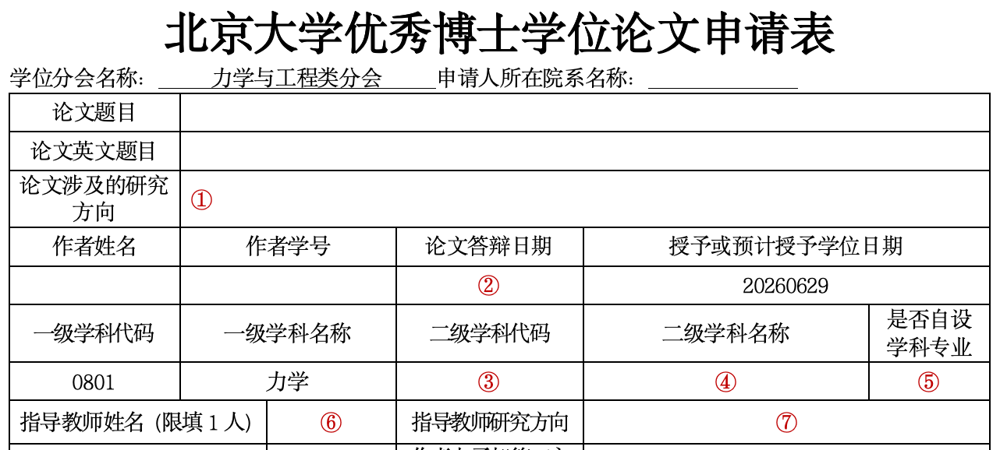 北京大学优秀博士学位论文申请表
学位分会名称： 力学与工程类分会 申请人所在院系名称：
论文题目
论文英文题目
论文涉及的研究
方向
①
作者姓名 作者学号 论文答辩日期 授予或预计授予学位日期
② 20260629
一级学科代码 一级学科名称 二级学科代码 二级学科名称 是否自设
学科专业
0801 力学 ③ ④ ⑤
指导教师姓名 (限填 1 人) ⑥ 指导教师研究方向 ⑦